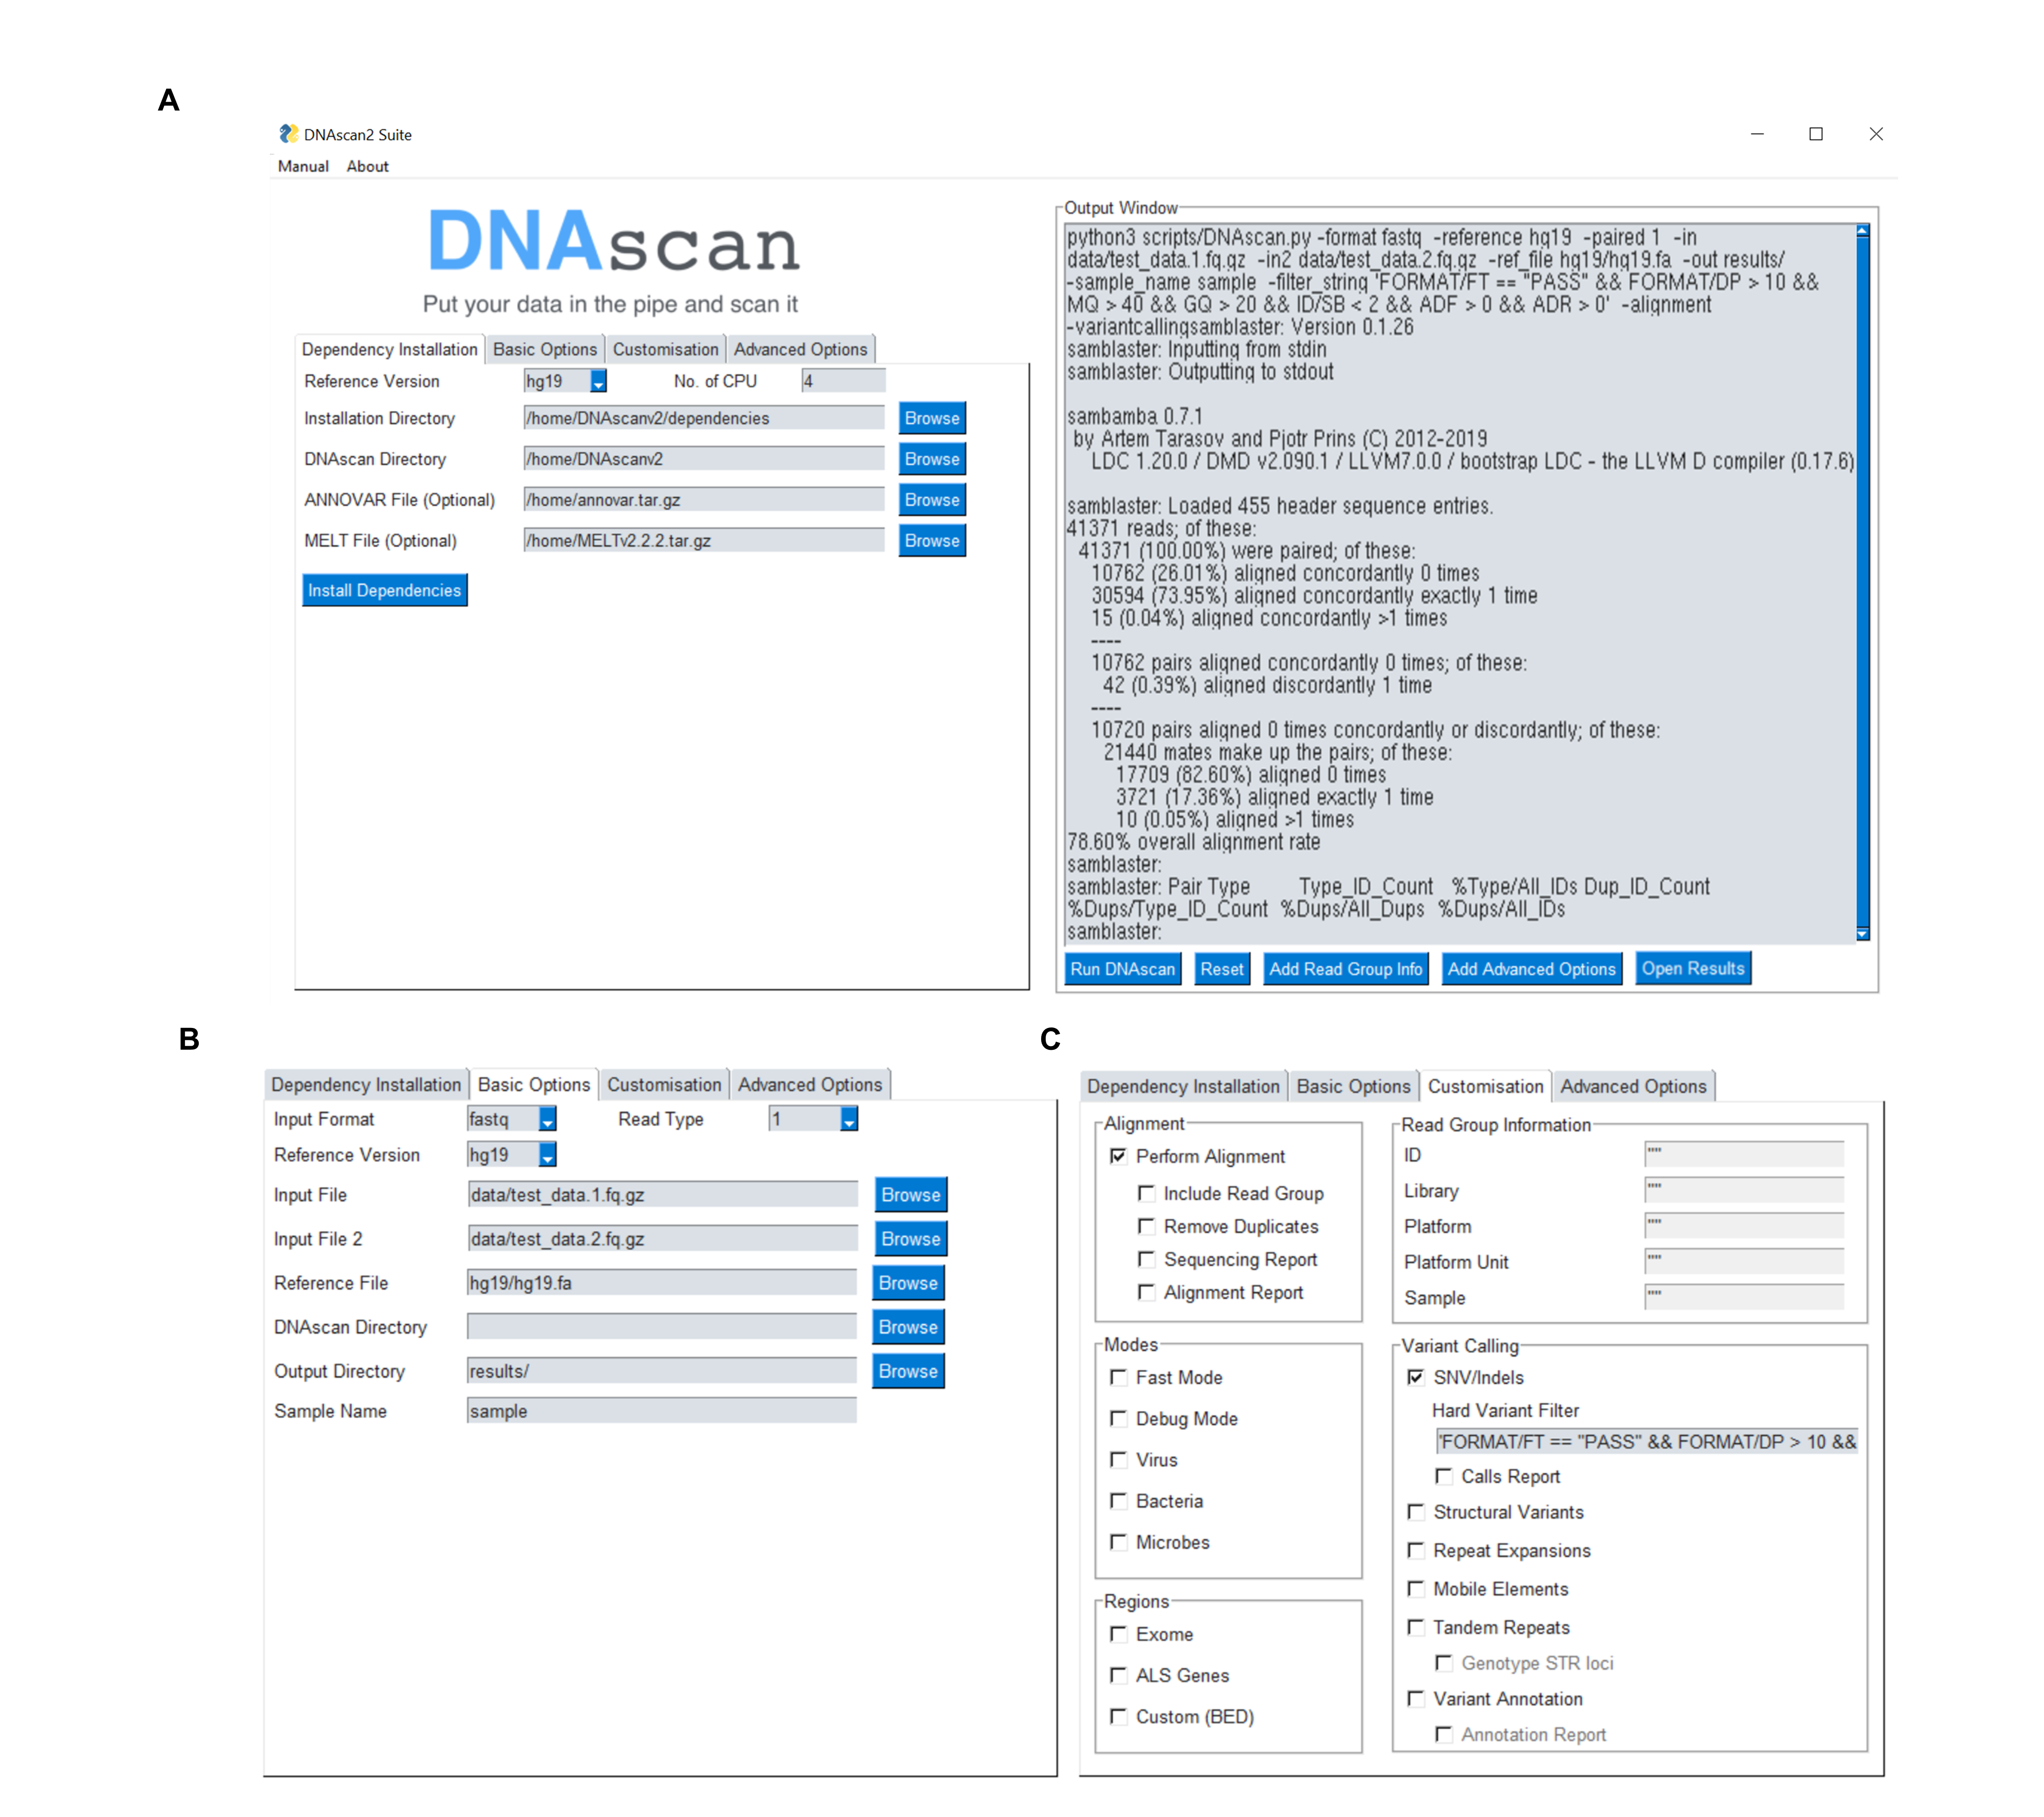 A
DNAscan2 Suite
Manual About
DNAscan
Put your data in the pipe and scan it
Dependency Installation Basic Options Customisation Advanced Options
Reference Version hg19 No. of CPU 4
Installation Directory /home/DNAscanv2/dependencies Browse
DNAscan Directory /home/DNAscanv2 Browse
ANNOVAR File (Optional) /home/annovar.tar.gz Browse
MELT File (Optional) /home/MELTv2.2.2.tar.gz Browse
Install Dependencies
Output Window
python3 scripts/DNAscan.py -format fastq -reference hg19 -paired 1 -in
data/test_data.1.fq.gz -in2 data/test_data.2.fq.gz -ref_file hg19/hg19.fa -out results/
-sample_name sample -filter_string 'FORMAT/FT == "PASS" && FORMAT/DP > 10 &&
MQ > 40 && GQ > 20 && ID/SB < 2 && ADF > 0 && ADR > 0' -alignment
-variantcallingsamblaster: Version 0.1.26
samblaster: Inputting from stdin
samblaster: Outputting to stdout
sambamba 0.7.1
by Artem Tarasov and Pjotr Prins (C) 2012-2019
LDC 1.20.0 / DMD v2.090.1 / LLVM7.0.0 / bootstrap LDC - the LLVM D compiler (0.17.6)
samblaster: Loaded 455 header sequence entries.
41371 reads; of these:
41371 (100.00%) were paired; of these:
10762 (26.01%) aligned concordantly 0 times
30594 (73.95%) aligned concordantly exactly 1 time
15 (0.04%) aligned concordantly >1 times
----
10762 pairs aligned concordantly 0 times; of these:
42 (0.39%) aligned discordantly 1 time
----
10720 pairs aligned 0 times concordantly or discordantly; of these:
21440 mates make up the pairs; of these:
17709 (82.60%) aligned 0 times
3721 (17.36%) aligned exactly 1 time
10 (0.05%) aligned >1 times
78.60% overall alignment rate
samblaster:
samblaster: Pair Type Type_ID_Count %Type/All_IDs Dup_ID_Count
%Dups/Type_ID_Count %Dups/All_Dups %Dups/All_IDs
samblaster:
Run DNAscan Reset Add Read Group Info Add Advanced Options Open Results
B
Dependency Installation Basic Options Customisation Advanced Options
Input Format fastq Read Type 1
Reference Version hg19
Input File data/test_data.1.fq.gz Browse
Input File 2 data/test_data.2.fq.gz Browse
Reference File hg19/hg19.fa Browse
DNAscan Directory Browse
Output Directory results/ Browse
Sample Name sample
C
Dependency Installation Basic Options Customisation Advanced Options
Alignment
Perform Alignment
Include Read Group
Remove Duplicates
Sequencing Report
Alignment Report
Modes
Fast Mode
Debug Mode
Virus
Bacteria
Microbes
Regions
Exome
ALS Genes
Custom (BED)
Read Group Information
ID ""
Library ""
Platform ""
Platform Unit ""
Sample ""
Variant Calling
SNV/Indels
Hard Variant Filter
'FORMAT/FT == "PASS" && FORMAT/DP > 10 &&
Calls Report
Structural Variants
Repeat Expansions
Mobile Elements
Tandem Repeats
Genotype STR loci
Variant Annotation
Annotation Report